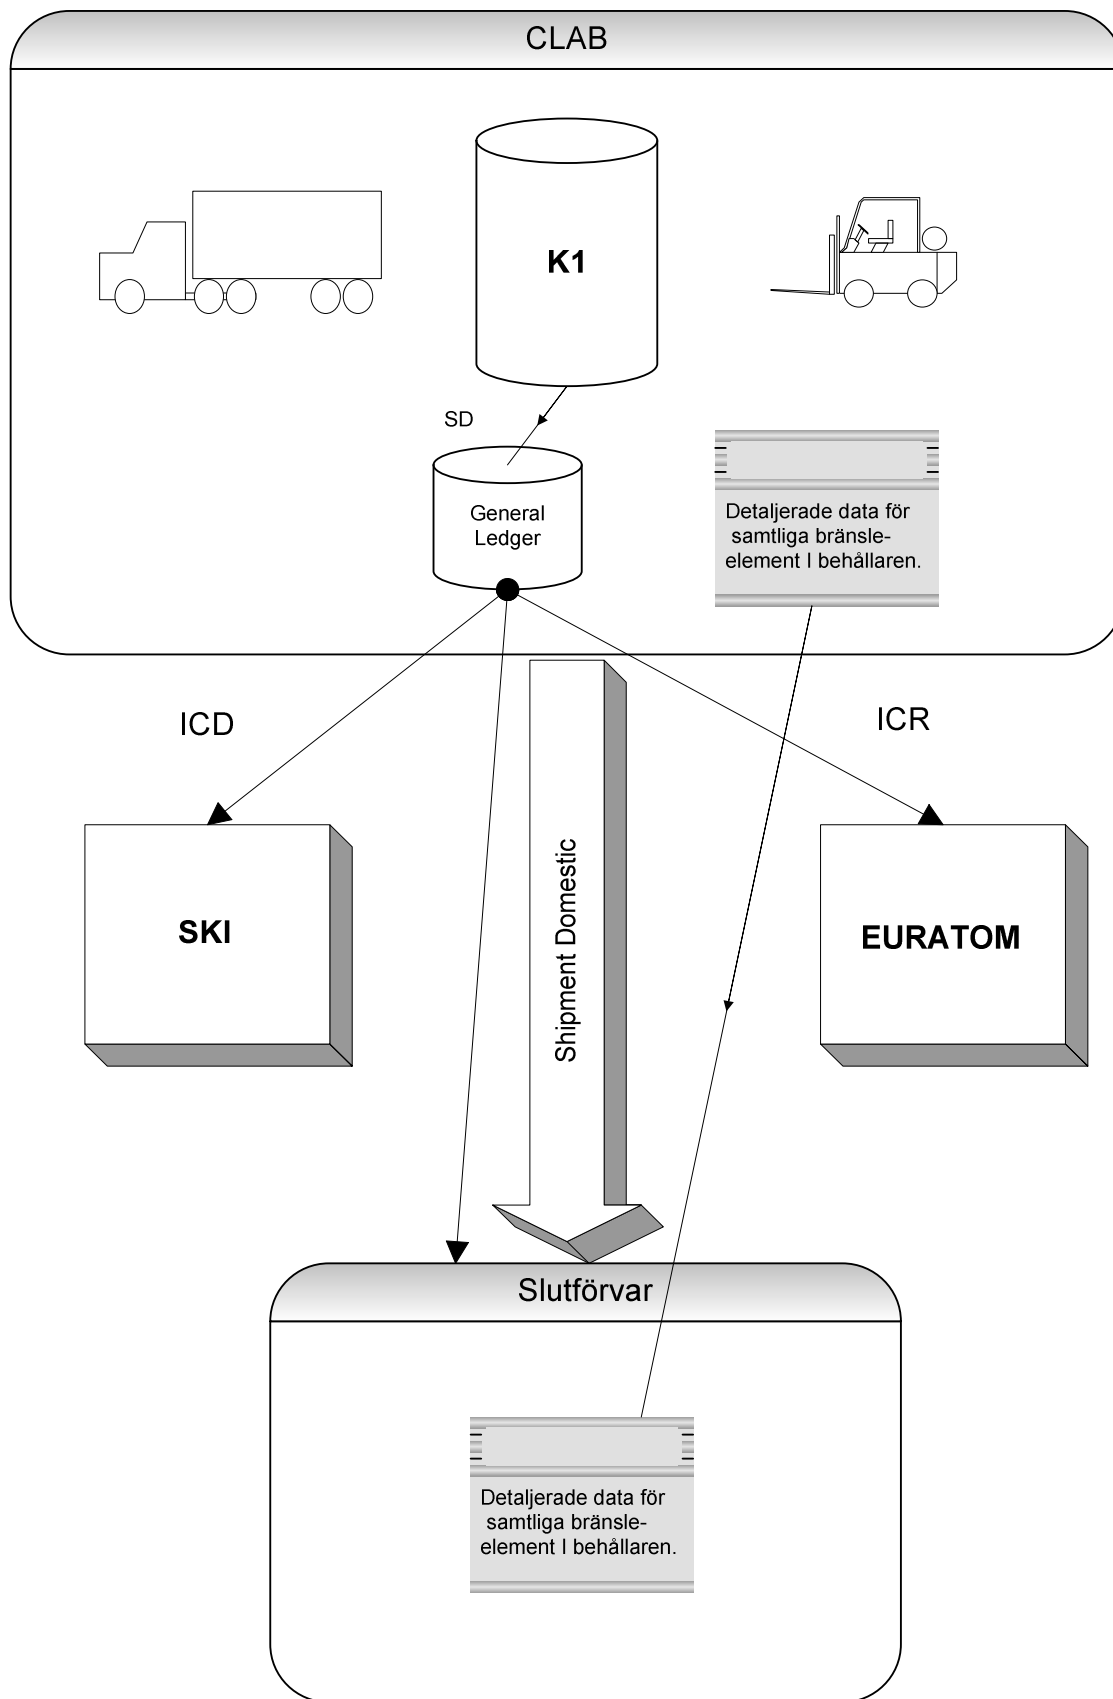 CLAB
K1
SD
General
Ledger
Detaljerade data för
samtliga bränsle-
element I behållaren.
ICD
ICR
SKI
Shipment Domestic
EURATOM
Slutförvar
Detaljerade data för
samtliga bränsle-
element I behållaren.